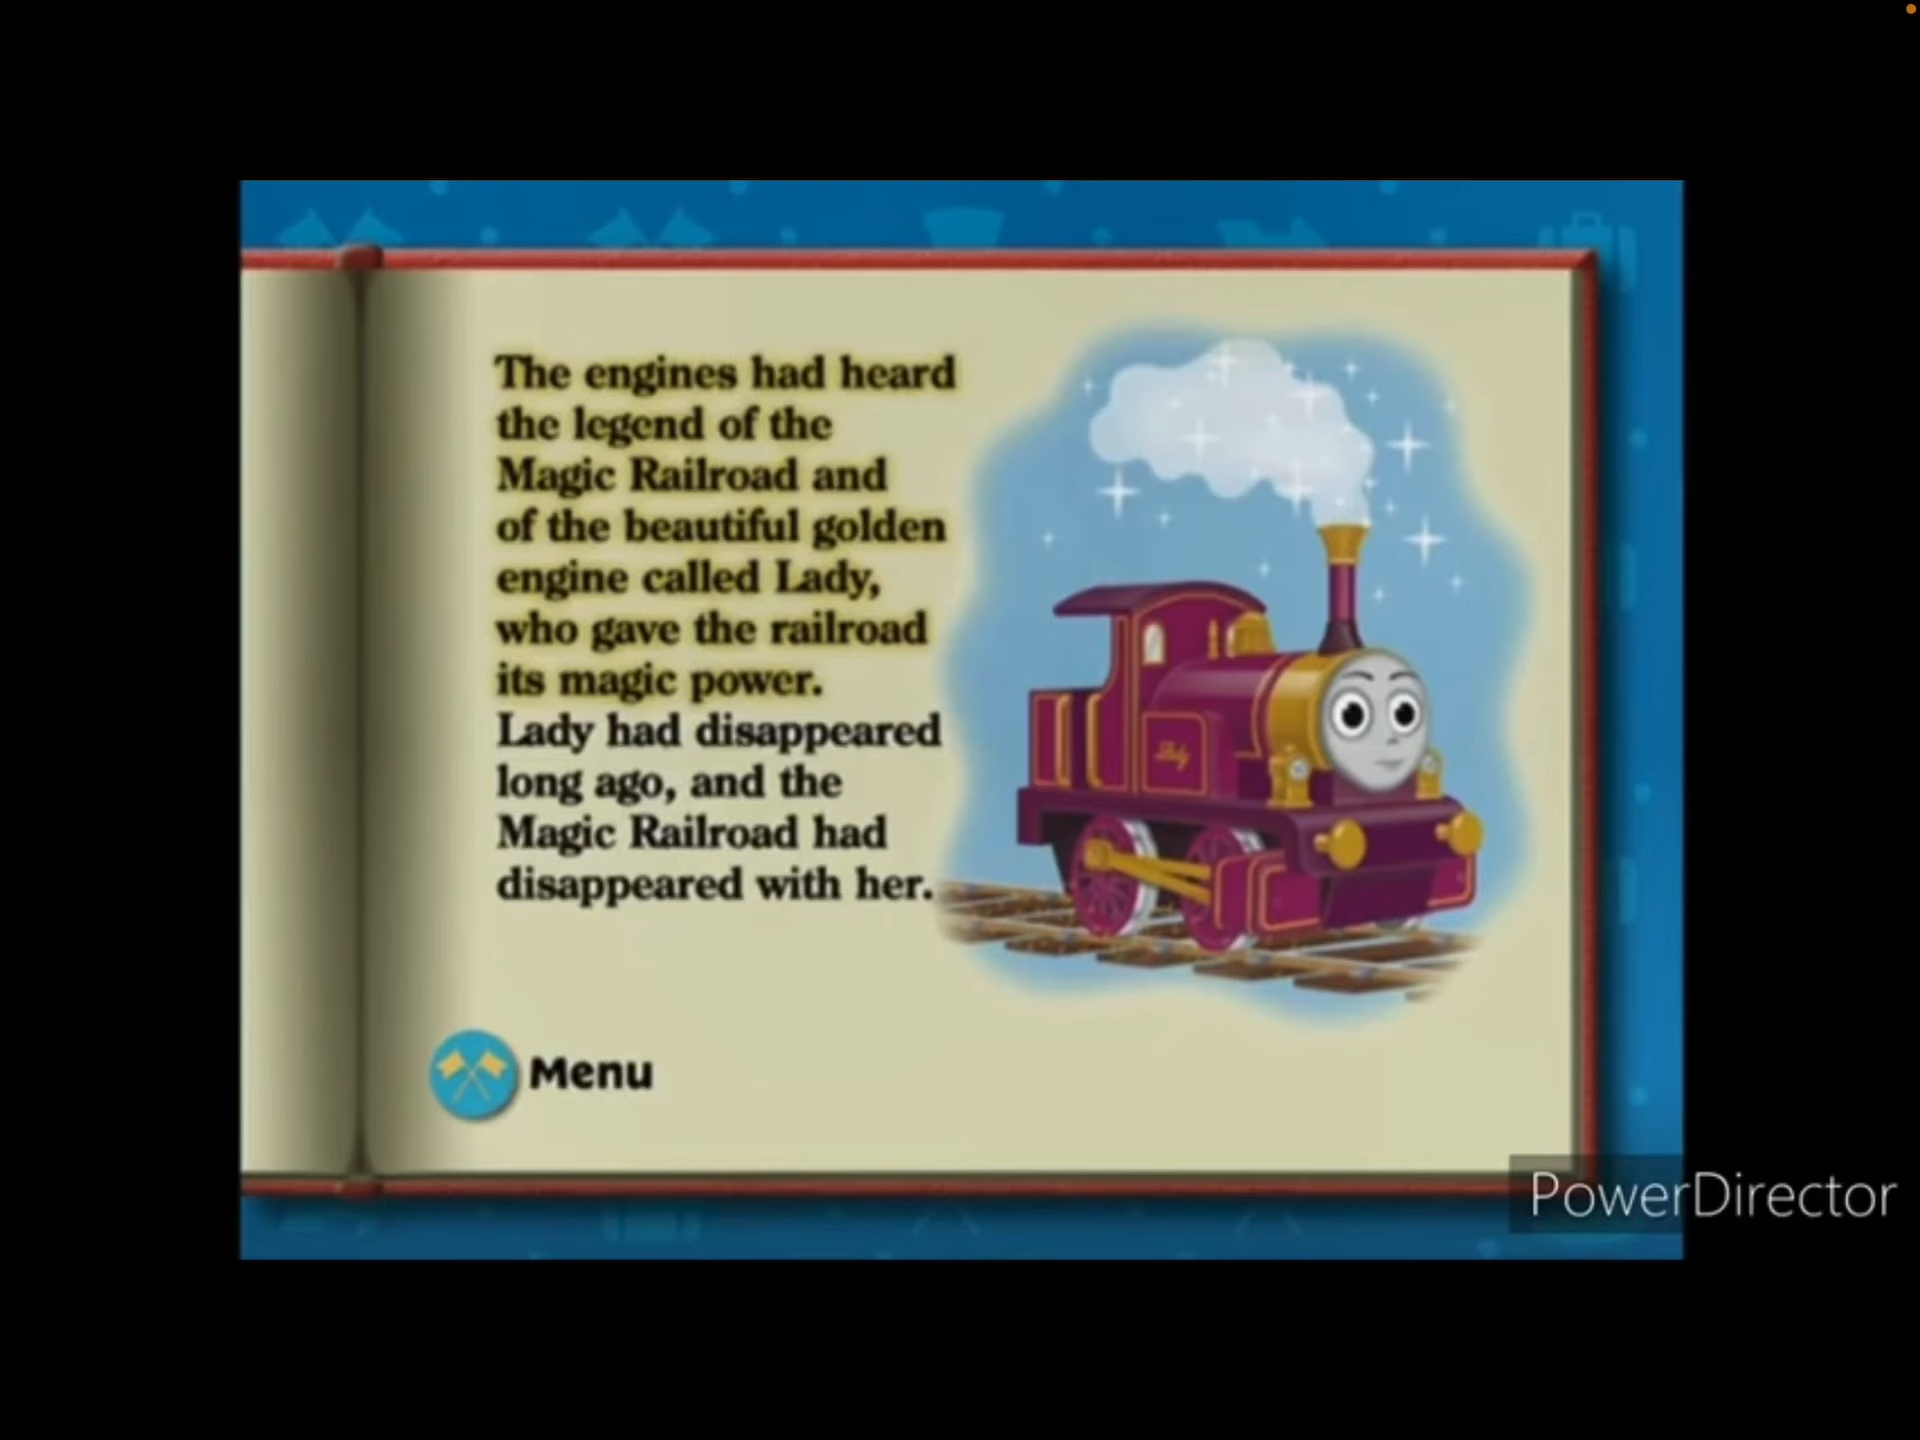 The engines had heard
the legend of the
Magic Railroad and
of the beautiful golden
engine called Lady,
who gave the railroad
its magic power.
Lady had disappeared
long ago, and the
Magic Railroad had
disappeared with her.
Lady
Menu
PowerDirector